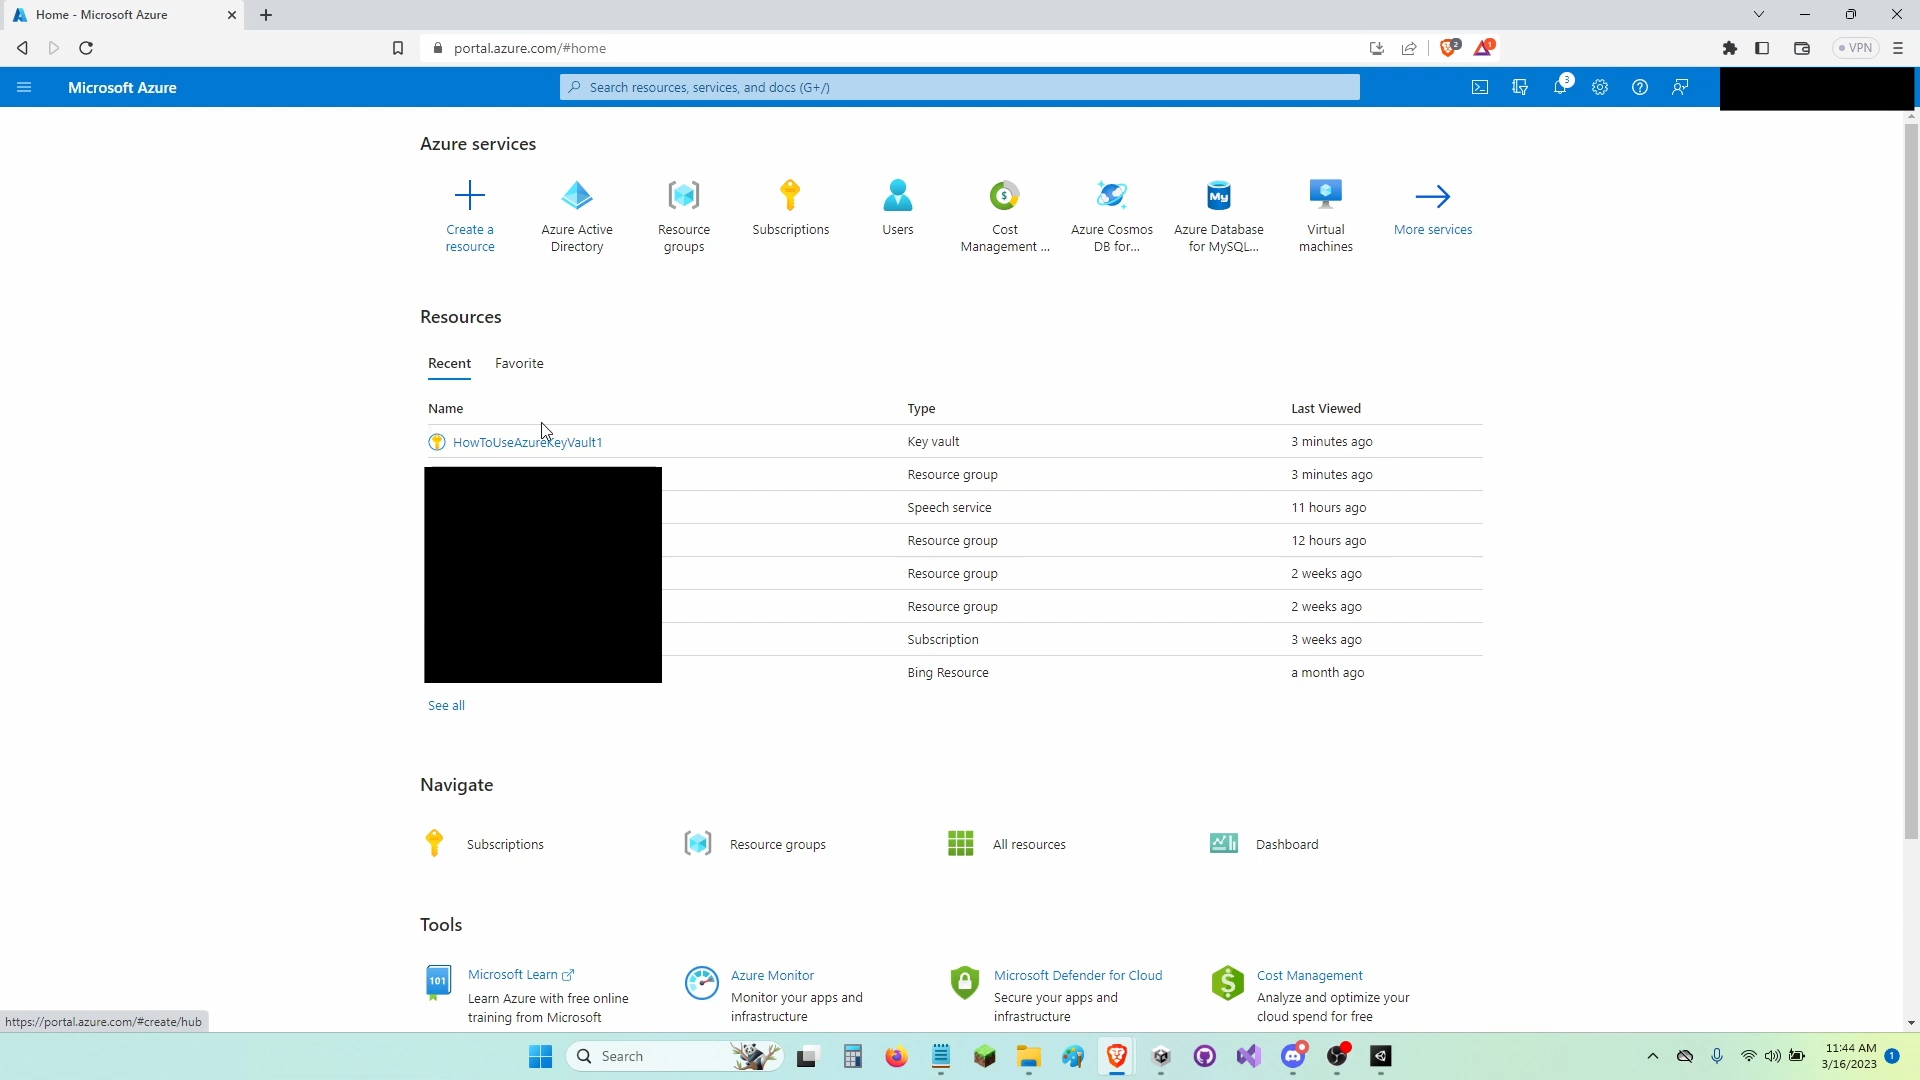 Home - Microsoft Azure
portal.azure.com/#home
2
1
VPN
Microsoft Azure
Search resources, services, and docs (G+/)
3
Azure services
Create a
resource
Azure Active
Directory
Resource
groups
Subscriptions
Users
Cost
Management ...
Azure Cosmos
DB for...
My
Azure Database
for MySQL...
Virtual
machines
More services
Resources
Recent
Favorite
Name
Type
Last Viewed
HowToUseAzureKeyVault1
Key vault
3 minutes ago
Resource group
3 minutes ago
Speech service
11 hours ago
Resource group
12 hours ago
Resource group
2 weeks ago
Resource group
2 weeks ago
Subscription
3 weeks ago
Bing Resource
a month ago
See all
Navigate
Subscriptions
Resource groups
All resources
Dashboard
Tools
101
Microsoft Learn
Learn Azure with free online
training from Microsoft
Azure Monitor
Monitor your apps and
infrastructure
Microsoft Defender for Cloud
Secure your apps and
infrastructure
Cost Management
Analyze and optimize your
cloud spend for free
https://portal.azure.com/#create/hub
Search
11:44 AM
3/16/2023
1